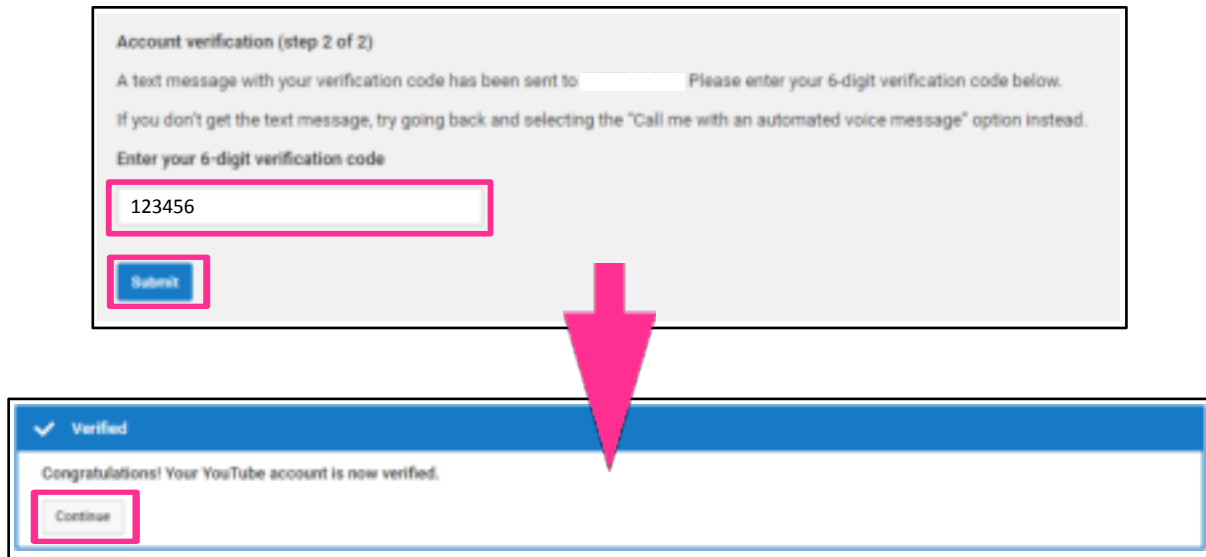 Account verification (step 2 of 2)
A text message with your verification code has been sent to Please enter your 6-digit verification code below.
If you don't get the text message, try going back and selecting the "Call me with an automated voice message" option instead.
Enter your 6-digit verification code
123456
Submit
Verified
Congratulations! Your YouTube account is now verified.
Continue